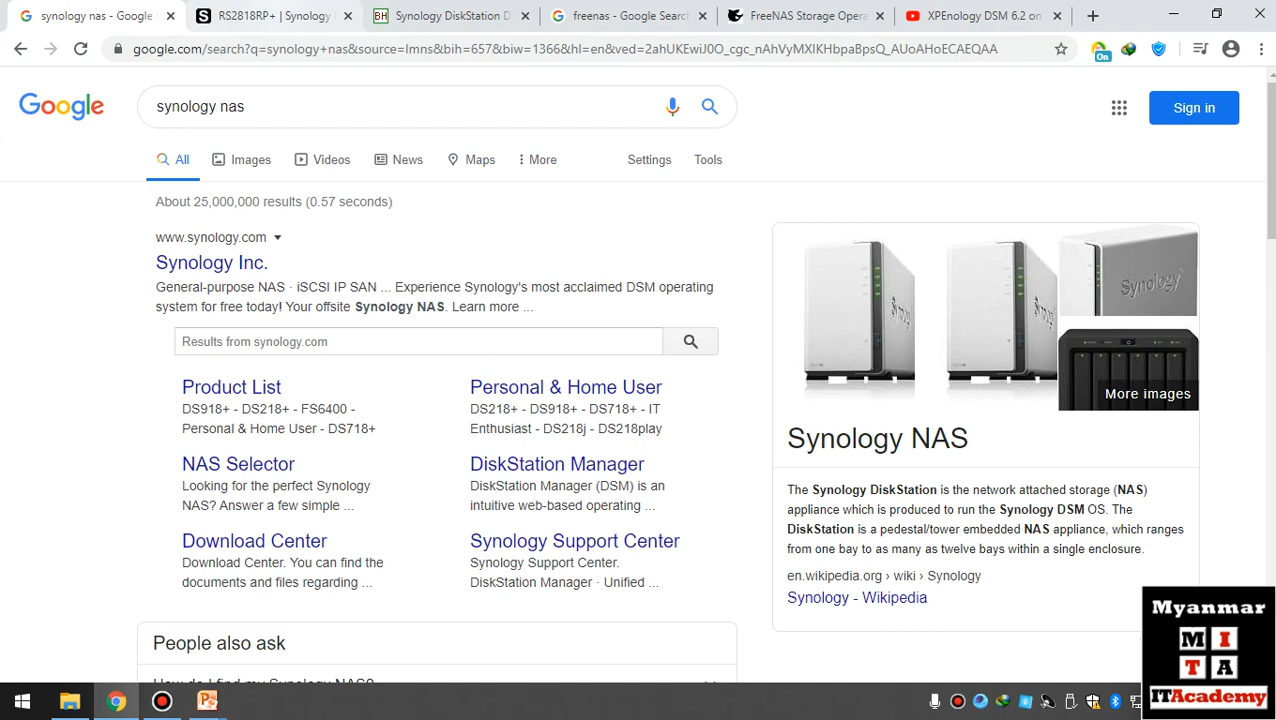 synology nas - Google S
RS2818RP+ | Synology I
BH Synology DiskStation D
freenas - Google Search
FreeNAS Storage Opera
XPEnology DSM 6.2 on
google.com/search?q=synology+nas&source=lmns&bih=657&biw=1366&hl=en&ved=2ahUKEwiJ0O_cgc_nAhVyMXIKHbpaBpsQ_AUoAHoECAEQAA
On
Google
synology nas
Sign in
All Images Videos News Maps More Settings Tools
About 25,000,000 results (0.57 seconds)
www.synology.com
Synology Inc.
General-purpose NAS · iSCSI IP SAN ... Experience Synology's most acclaimed DSM operating
system for free today! Your offsite Synology NAS. Learn more ...
Results from synology.com
Product List
DS918+ - DS218+ - FS6400 -
Personal & Home User - DS718+
Personal & Home User
DS218+ - DS918+ - DS718+ - IT
Enthusiast - DS218j - DS218play
NAS Selector
Looking for the perfect Synology
NAS? Answer a few simple ...
DiskStation Manager
DiskStation Manager (DSM) is an
intuitive web-based operating ...
Download Center
Download Center. You can find the
documents and files regarding ...
Synology Support Center
Synology Support Center.
DiskStation Manager · Unified ...
People also ask
How do I find my Synology NAS?
Synology
Synology
Synology
More images
Synology NAS
The Synology DiskStation is the network attached storage (NAS)
appliance which is produced to run the Synology DSM OS. The
DiskStation is a pedestal/tower embedded NAS appliance, which ranges
from one bay to as many as twelve bays within a single enclosure.
en.wikipedia.org › wiki › Synology
Synology - Wikipedia
Myanmar
M I
T A
ITAcademy